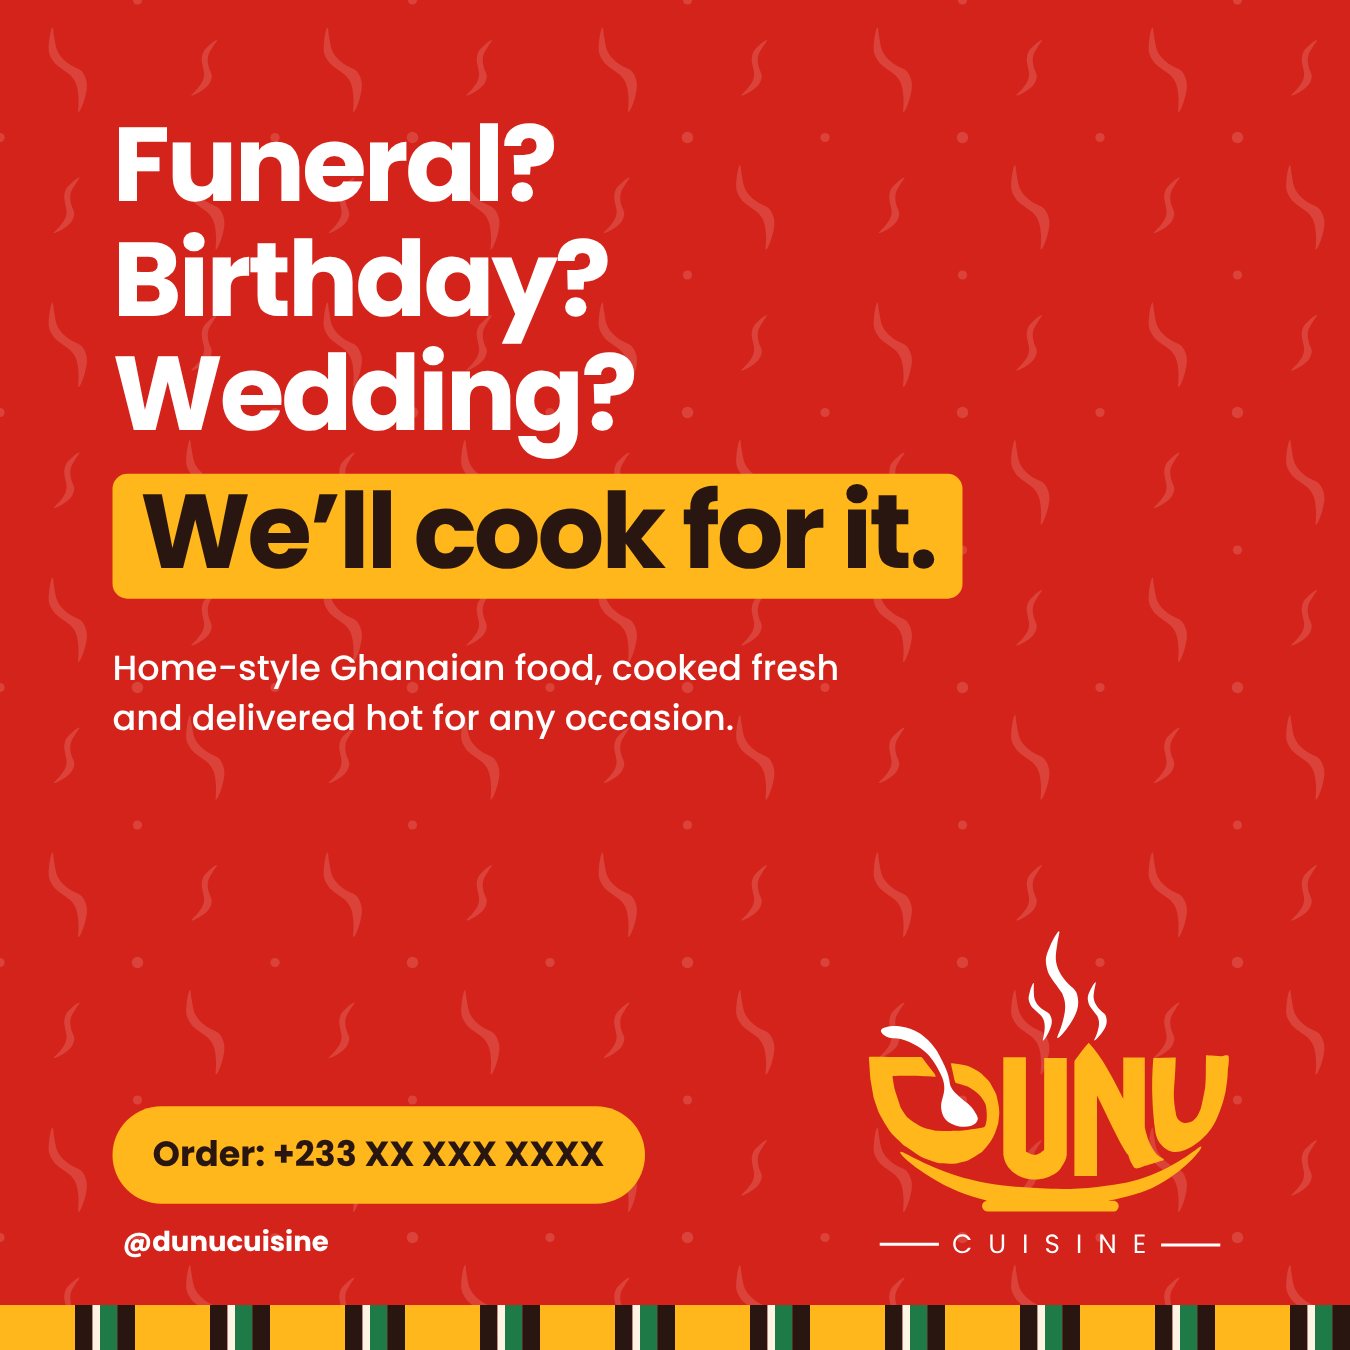 Funeral?
Birthday?
Wedding?
We’ll cook for it.
Home-style Ghanaian food, cooked fresh
and delivered hot for any occasion.
Order: +233 XX XXX XXXX
@dunucuisine
DUNU
CUISINE